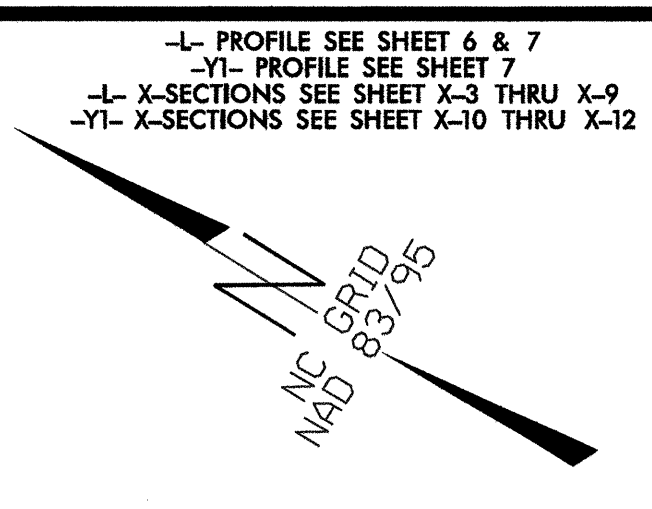 -L- PROFILE SEE SHEET 6 & 7
-Y1- PROFILE SEE SHEET 7
-L- X-SECTIONS SEE SHEET X-3 THRU X-9
-Y1- X-SECTIONS SEE SHEET X-10 THRU X-12
N
NC GRID
NAD 83/95